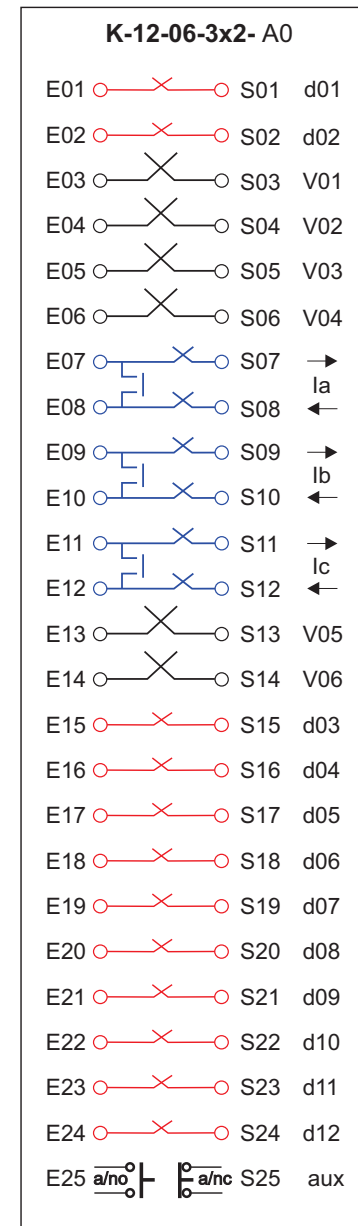 K-12-06-3x2- A0
E01 S01 d01
E02 S02 d02
E03 S03 V01
E04 S04 V02
E05 S05 V03
E06 S06 V04
E07 S07
Ia
E08 S08
E09 S09
Ib
E10 S10
E11 S11
Ic
E12 S12
E13 S13 V05
E14 S14 V06
E15 S15 d03
E16 S16 d04
E17 S17 d05
E18 S18 d06
E19 S19 d07
E20 S20 d08
E21 S21 d09
E22 S22 d10
E23 S23 d11
E24 S24 d12
E25 a/no a/nc S25 aux